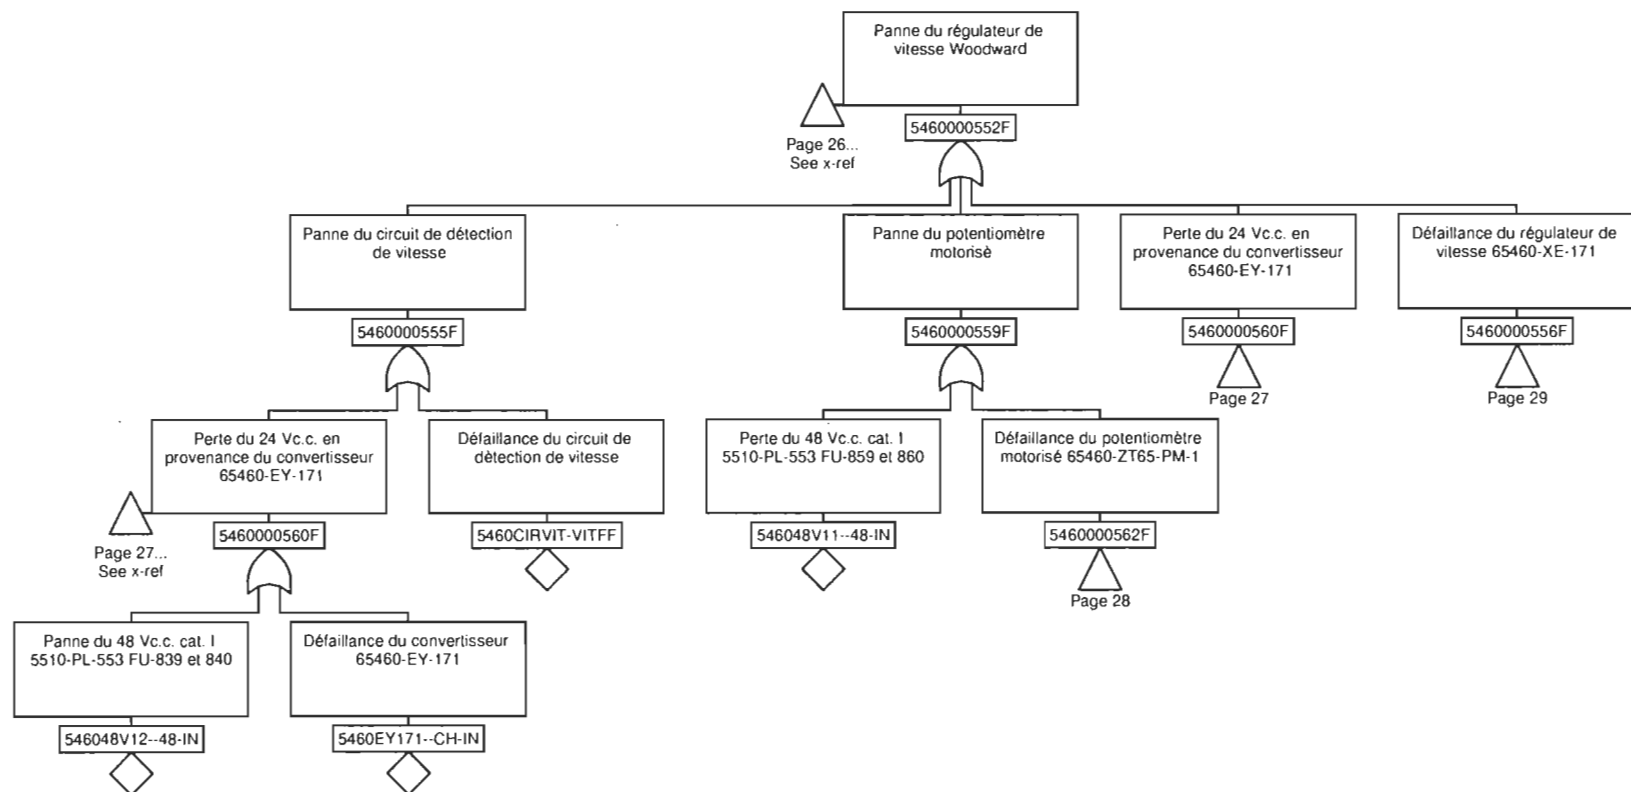 Panne du régulateur de
vitesse Woodward
Page 26...
See x-ref
5460000552F
Panne du circuit de détection
de vitesse
5460000555F
Panne du potentiomètre
motorisè
5460000559F
Perte du 24 Vc.c. en
provenance du convertisseur
65460-EY-171
5460000560F
Page 27
Défaillance du régulateur de
vitesse 65460-XE-171
5460000556F
Page 29
Perte du 24 Vc.c. en
provenance du convertisseur
65460-EY-171
Page 27...
See x-ref
5460000560F
Défaillance du circuit de
dètection de vitesse
5460CIRVIT-VITFF
Perte du 48 Vc.c. cat. I
5510-PL-553 FU-859 et 860
546048V11--48-IN
Défaillance du potentiomètre
motorisé 65460-ZT65-PM-1
5460000562F
Page 28
Panne du 48 Vc.c. cat. I
5510-PL-553 FU-839 et 840
546048V12--48-IN
Défaillance du convertisseur
65460-EY-171
5460EY171--CH-IN